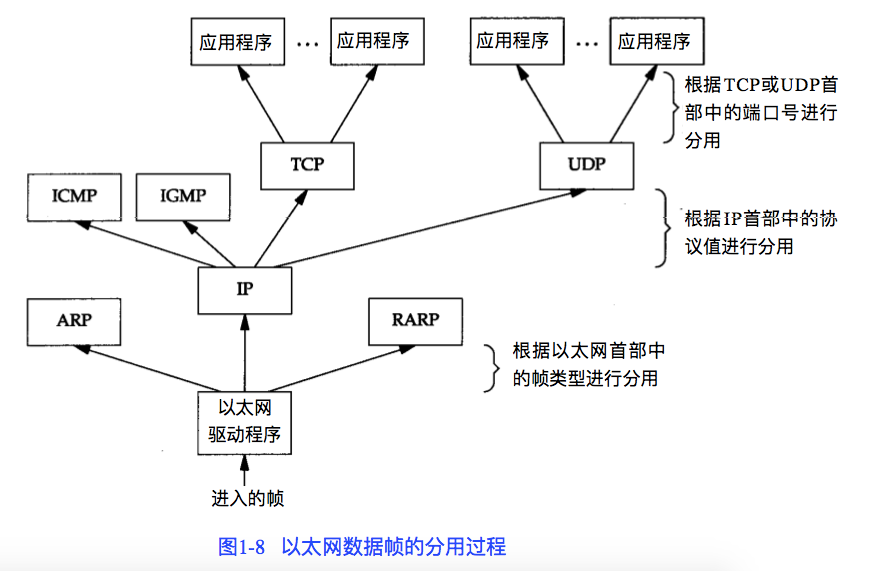 应用程序 … 应用程序 应用程序 … 应用程序
根据TCP或UDP首
部中的端口号进行
分用
TCP UDP
ICMP IGMP
根据IP首部中的协
议值进行分用
IP
ARP RARP
根据以太网首部中
的帧类型进行分用
以太网
驱动程序
进入的帧
图1-8 以太网数据帧的分用过程